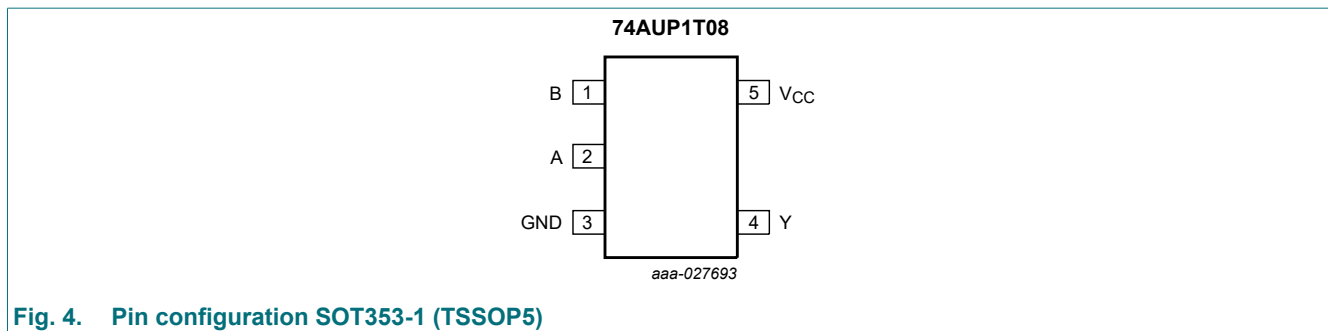 74AUP1T08
B 1 5 VCC
A 2
GND 3 4 Y
aaa-027693
Fig. 4. Pin configuration SOT353-1 (TSSOP5)